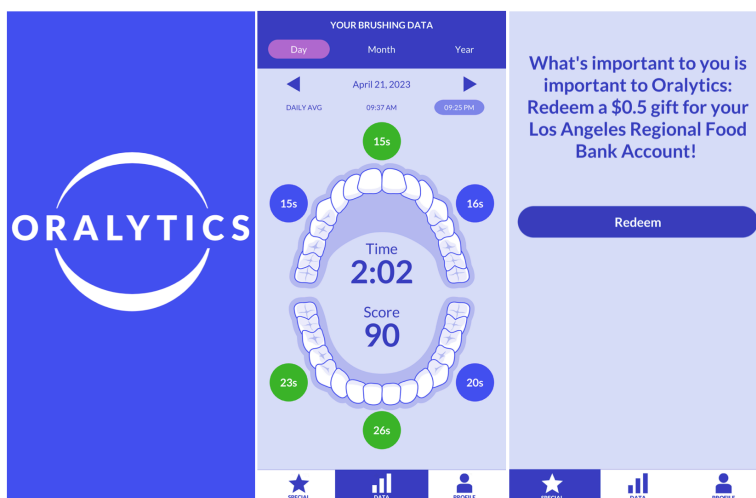 ORALYTICS
YOUR BRUSHING DATA
Day Month Year
April 21, 2023
DAILY AVG 09:37 AM 09:25 PM
15s
15s 16s
Time
2:02
Score
90
23s 20s
26s
SPECIAL DATA PROFILE
What's important to you is
important to Oralytics:
Redeem a $0.5 gift for your
Los Angeles Regional Food
Bank Account!
Redeem
SPECIAL DATA PROFILE